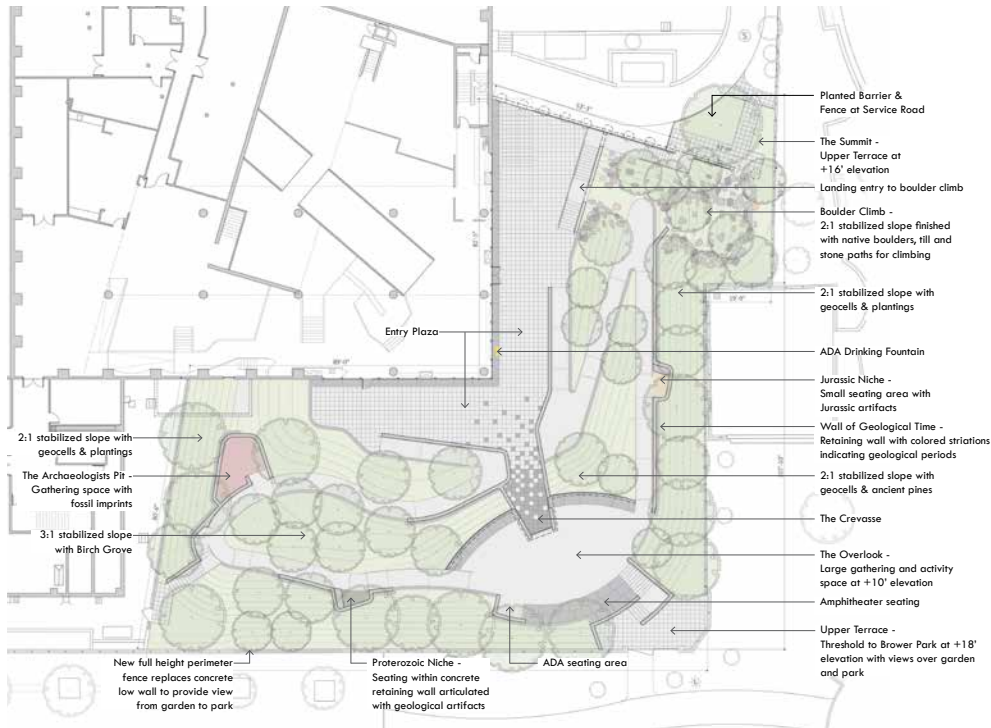 Planted Barrier &
Fence at Service Road
The Summit -
Upper Terrace at
+16' elevation
Landing entry to boulder climb
Boulder Climb -
2:1 stabilized slope finished
with native boulders, till and
stone paths for climbing
2:1 stabilized slope with
geocells & plantings
Entry Plaza
ADA Drinking Fountain
Jurassic Niche -
Small seating area with
Jurassic artifacts
Wall of Geological Time -
Retaining wall with colored striations
indicating geological periods
2:1 stabilized slope with
geocells & plantings
The Archaeologists Pit -
Gathering space with
fossil imprints
3:1 stabilized slope
with Birch Grove
2:1 stabilized slope with
geocells & ancient pines
The Crevasse
The Overlook -
Large gathering and activity
space at +10' elevation
Amphitheater seating
Upper Terrace -
Threshold to Brower Park at +18'
elevation with views over garden
and park
New full height perimeter
fence replaces concrete
low wall to provide view
from garden to park
Proterozoic Niche -
Seating within concrete
retaining wall articulated
with geological artifacts
ADA seating area